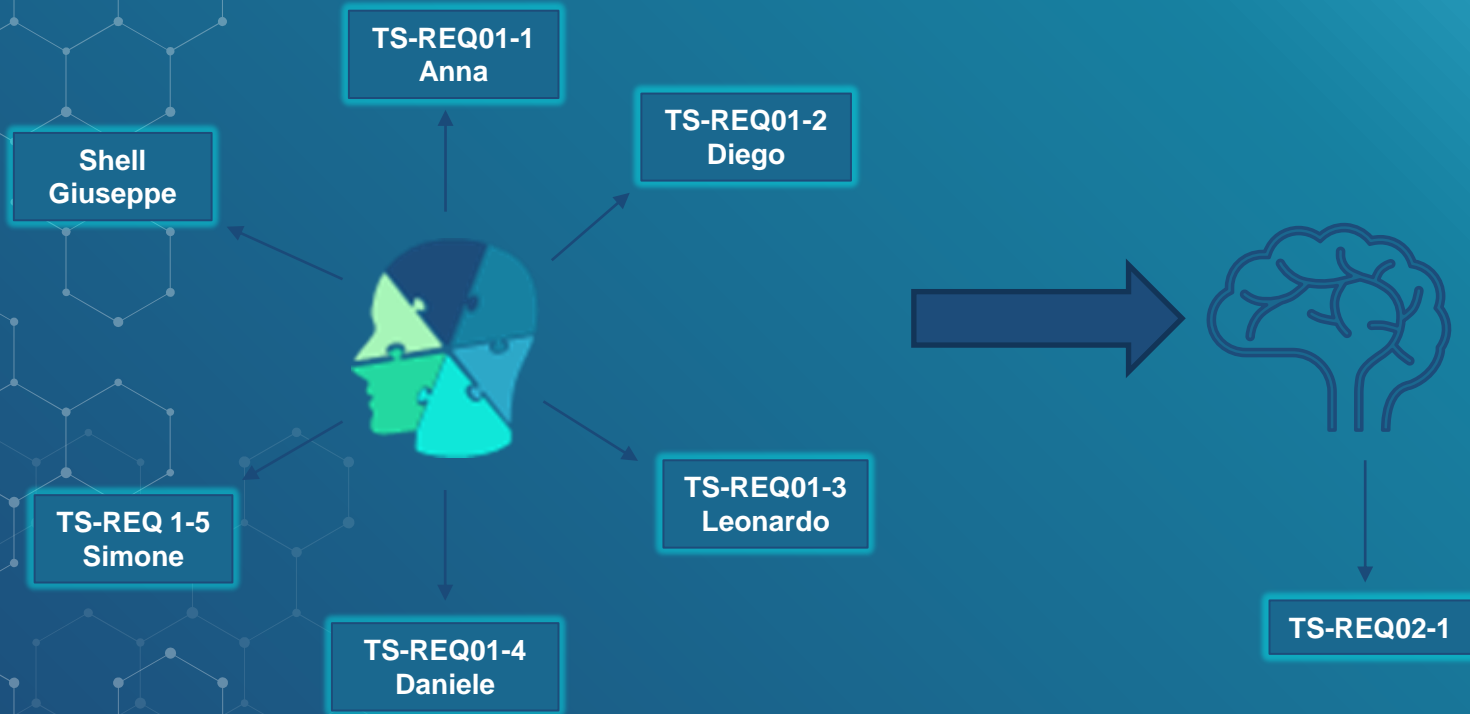 TS-REQ01-1
Anna
TS-REQ01-2
Diego
Shell
Giuseppe
TS-REQ01-3
Leonardo
TS-REQ 1-5
Simone
TS-REQ01-4
Daniele
TS-REQ02-1